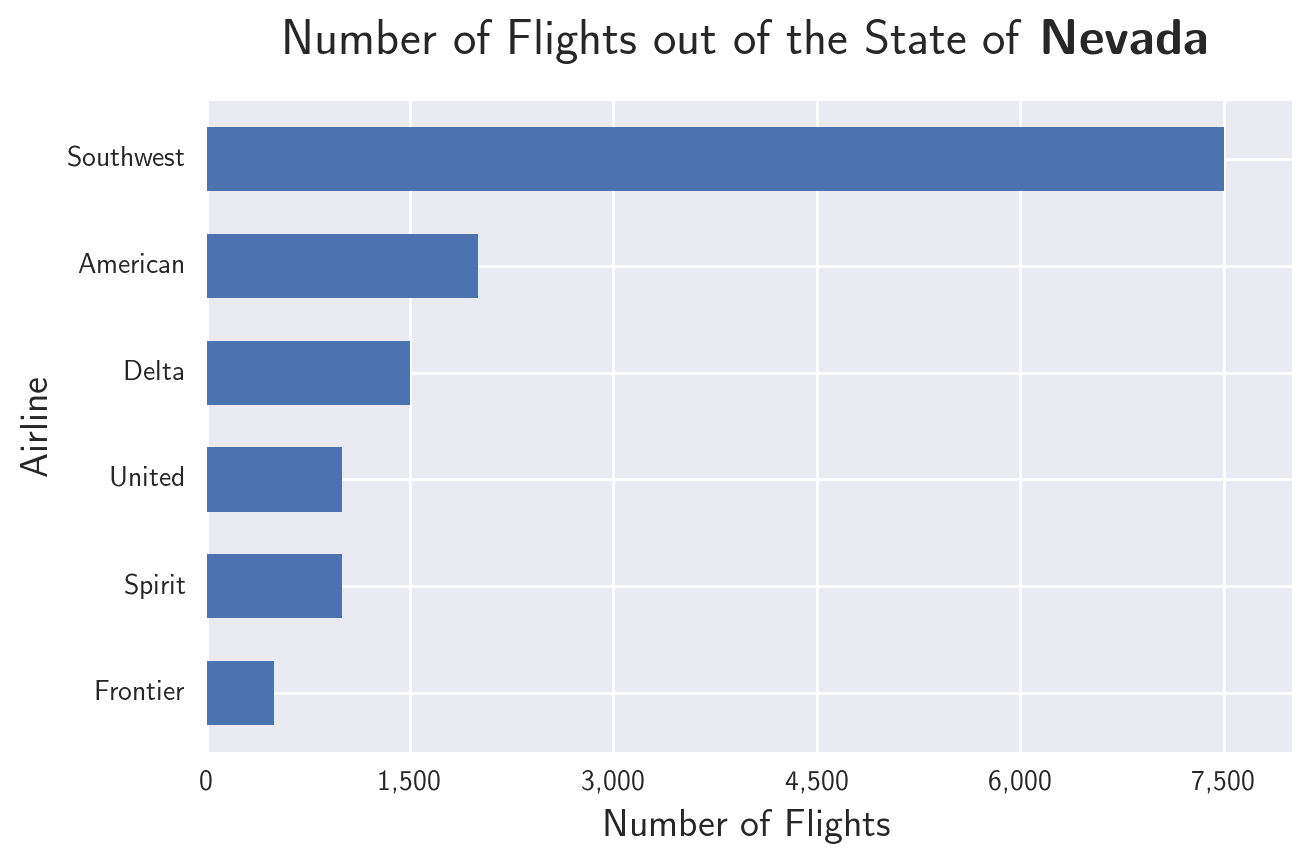 Number of Flights out of the State of Nevada
Southwest
American
Delta
United
Spirit
Frontier
Airline
0 1,500 3,000 4,500 6,000 7,500
Number of Flights